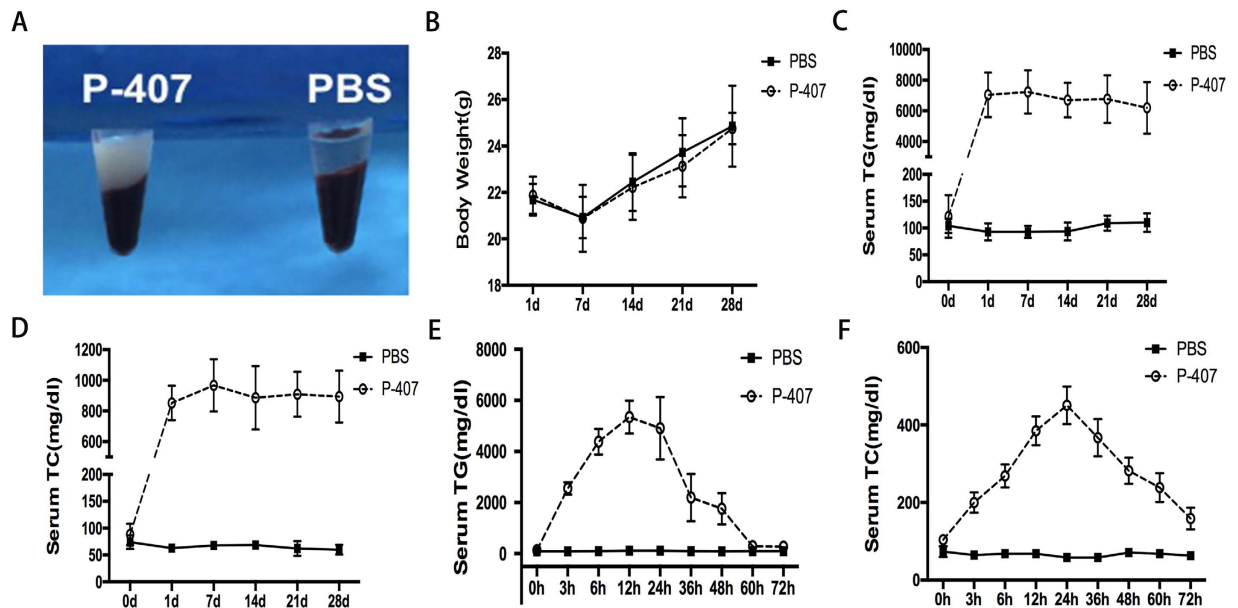 A
P-407 PBS
B
Body Weight(g)
28
26
24
22
20
18
1d 7d 14d 21d 28d
PBS
P-407
C
Serum TG(mg/dl)
10000
8000
6000
4000
2000
200
150
100
50
0
0d 1d 7d 14d 21d 28d
PBS
P-407
D
Serum TC(mg/dl)
1200
1000
800
600
200
150
100
50
0
0d 1d 7d 14d 21d 28d
PBS
P-407
E
Serum TG(mg/dl)
8000
6000
4000
2000
0
0h 3h 6h 12h 24h 36h 48h 60h 72h
PBS
P-407
F
Serum TC(mg/dl)
600
400
200
0
0h 3h 6h 12h 24h 36h 48h 60h 72h
PBS
P-407